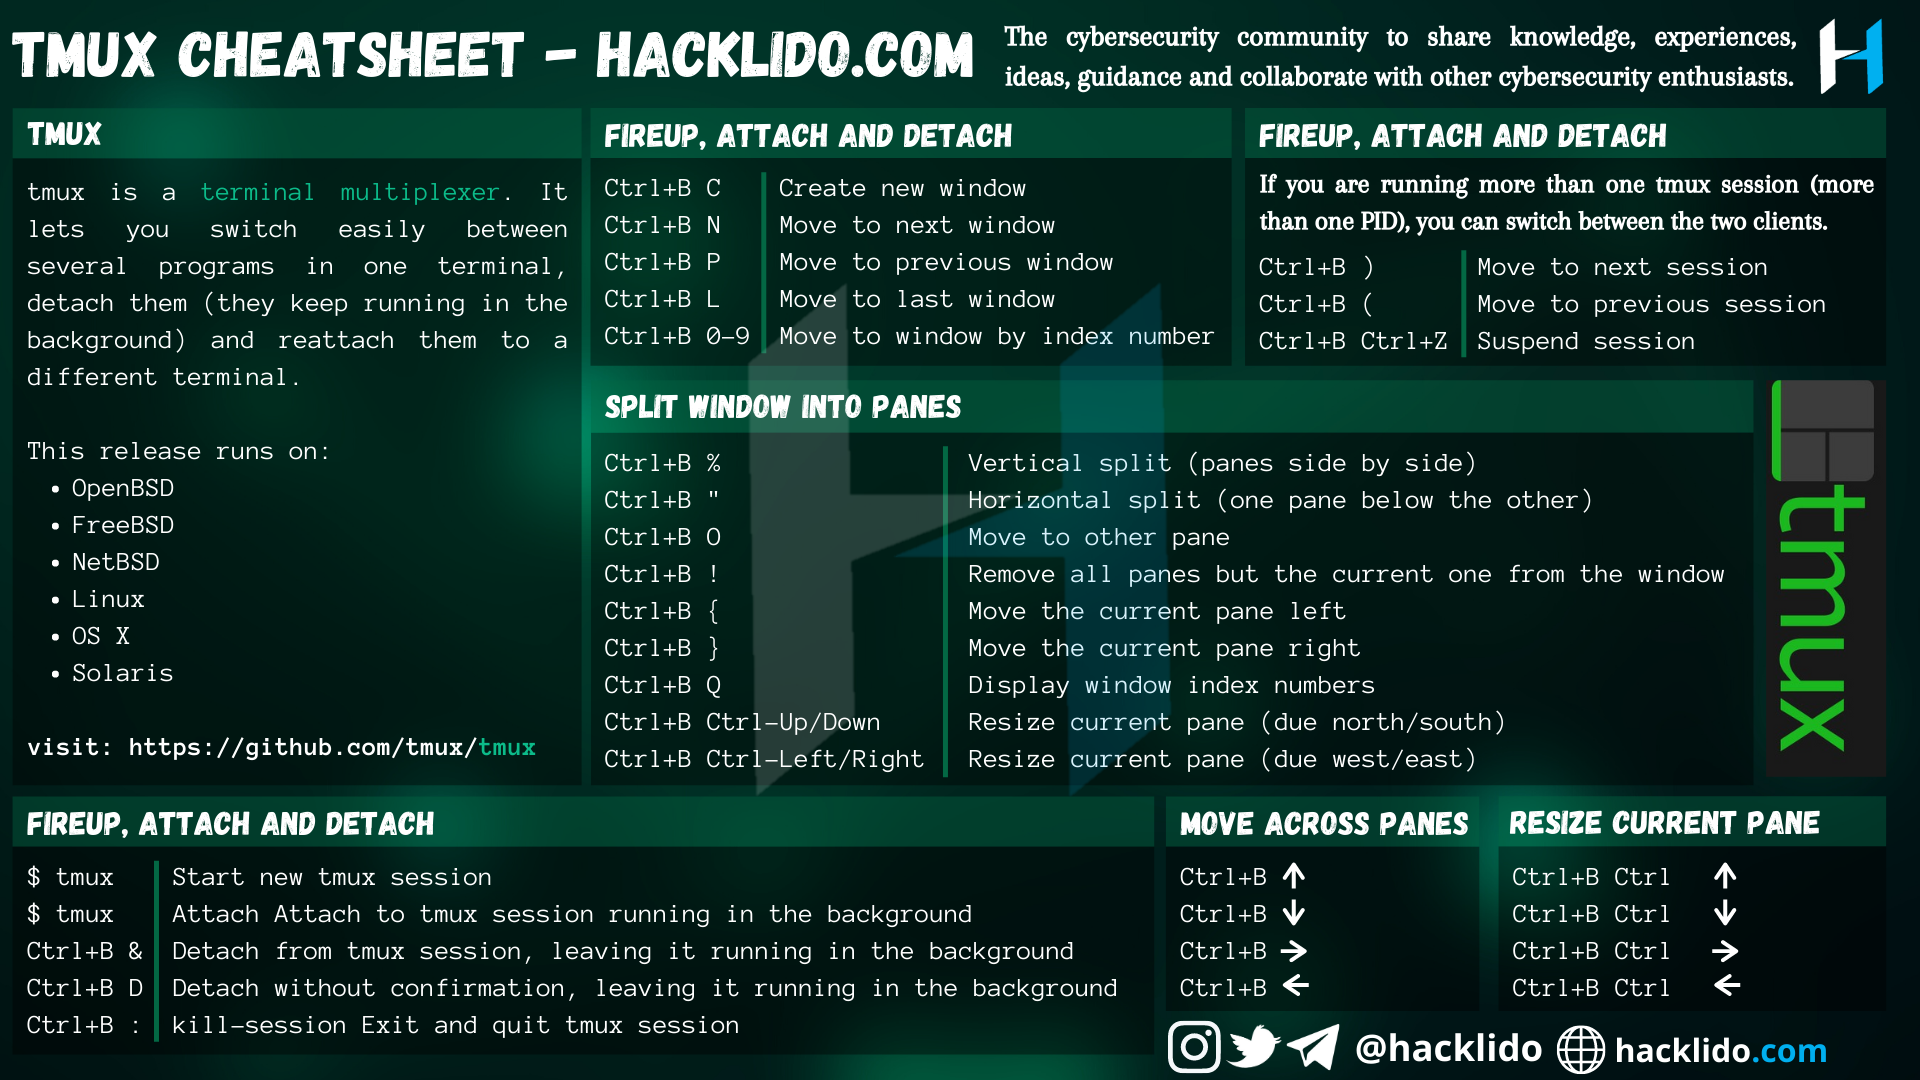 TMUX CHEATSHEET - HACKLIDO.COM
The cybersecurity community to share knowledge, experiences,
ideas, guidance and collaborate with other cybersecurity enthusiasts.
TMUX
tmux is a terminal multiplexer. It
lets you switch easily between
several programs in one terminal,
detach them (they keep running in the
background) and reattach them to a
different terminal.
This release runs on:
• OpenBSD
• FreeBSD
• NetBSD
• Linux
• OS X
• Solaris
visit: https://github.com/tmux/tmux
FIREUP, ATTACH AND DETACH
Ctrl+B C Create new window
Ctrl+B N Move to next window
Ctrl+B P Move to previous window
Ctrl+B L Move to last window
Ctrl+B 0-9 Move to window by index number
FIREUP, ATTACH AND DETACH
If you are running more than one tmux session (more
than one PID), you can switch between the two clients.
Ctrl+B ) Move to next session
Ctrl+B ( Move to previous session
Ctrl+B Ctrl+Z Suspend session
SPLIT WINDOW INTO PANES
Ctrl+B % Vertical split (panes side by side)
Ctrl+B " Horizontal split (one pane below the other)
Ctrl+B O Move to other pane
Ctrl+B ! Remove all panes but the current one from the window
Ctrl+B { Move the current pane left
Ctrl+B } Move the current pane right
Ctrl+B Q Display window index numbers
Ctrl+B Ctrl-Up/Down Resize current pane (due north/south)
Ctrl+B Ctrl-Left/Right Resize current pane (due west/east)
tmux
FIREUP, ATTACH AND DETACH
$ tmux Start new tmux session
$ tmux Attach Attach to tmux session running in the background
Ctrl+B & Detach from tmux session, leaving it running in the background
Ctrl+B D Detach without confirmation, leaving it running in the background
Ctrl+B : kill-session Exit and quit tmux session
MOVE ACROSS PANES
Ctrl+B ↑
Ctrl+B ↓
Ctrl+B →
Ctrl+B ←
RESIZE CURRENT PANE
Ctrl+B Ctrl ↑
Ctrl+B Ctrl ↓
Ctrl+B Ctrl →
Ctrl+B Ctrl ←
@hacklido hacklido.com